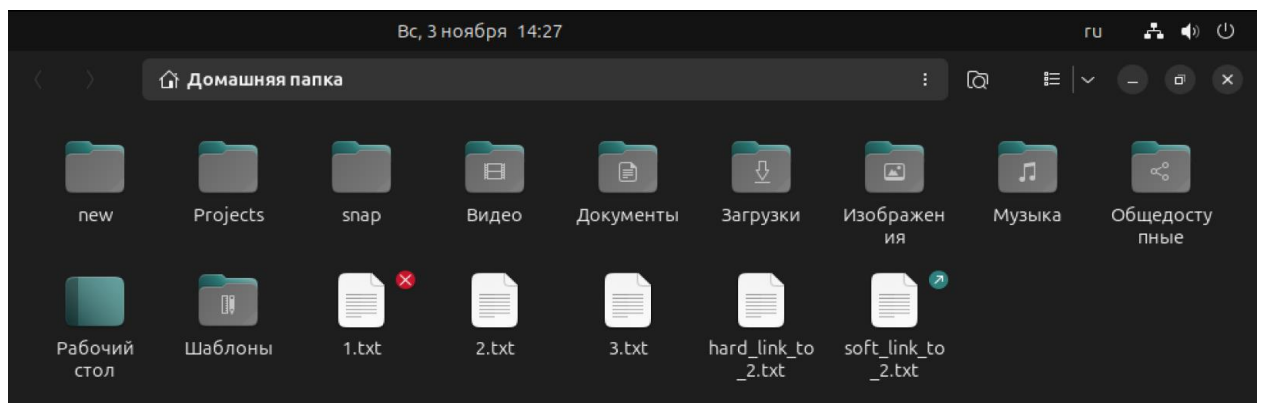 Вс, 3 ноября 14:27
ru
Домашняя папка
new
Projects
snap
Видео
Документы
Загрузки
Изображен
ия
Музыка
Общедосту
пные
Рабочий
стол
Шаблоны
1.txt
2.txt
3.txt
hard_link_to
_2.txt
soft_link_to
_2.txt